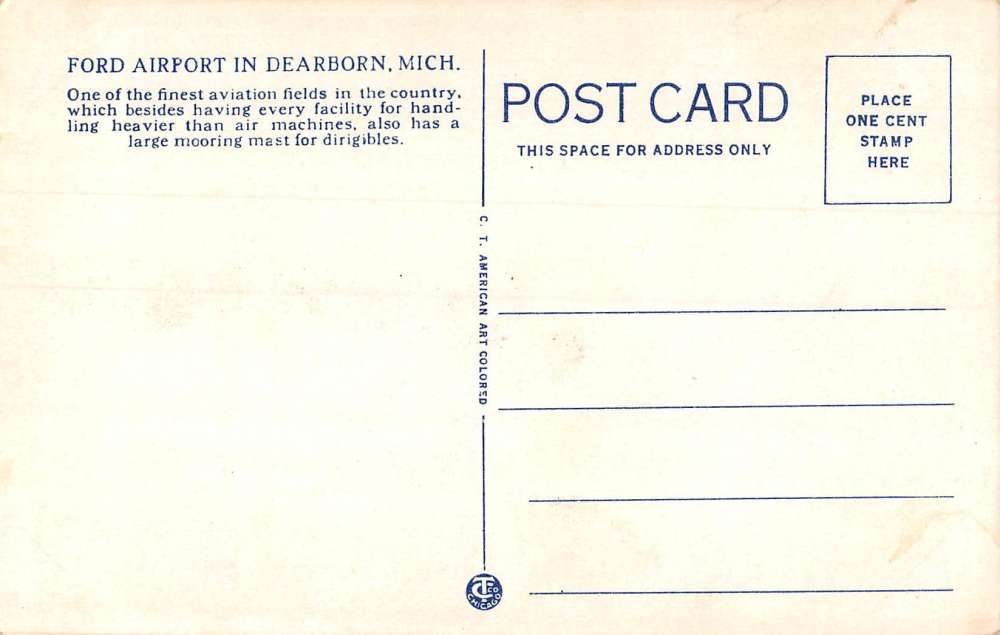 FORD AIRPORT IN DEARBORN, MICH.
One of the finest aviation fields in the country,
which besides having every facility for hand-
ling heavier than air machines, also has a
large mooring mast for dirigibles.
POST CARD
THIS SPACE FOR ADDRESS ONLY
PLACE
ONE CENT
STAMP
HERE
C. T. AMERICAN ART COLORED
CT CO
CHICAGO